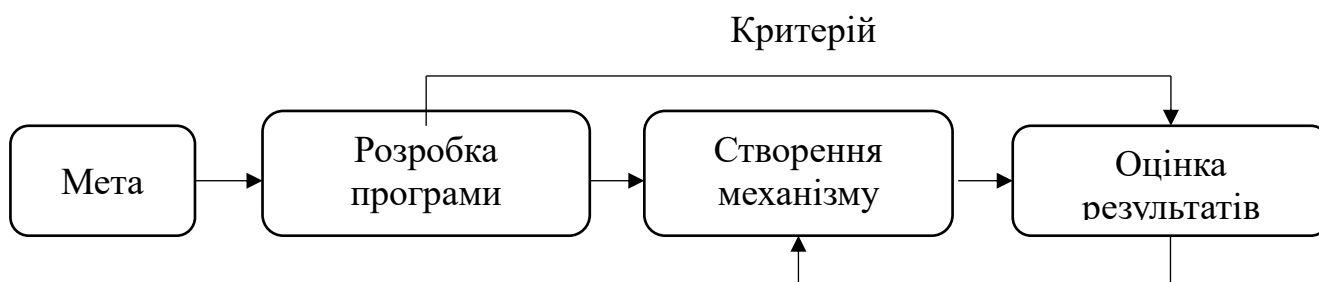 Критерій
Мета
Розробка
програми
Створення
механізму
Оцінка
результатів